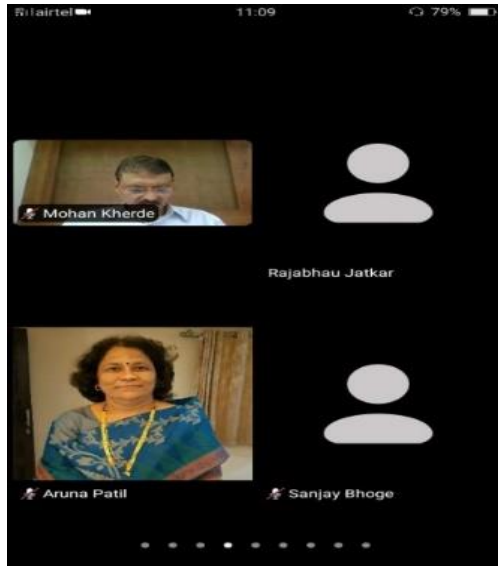 airtel 11:09 79%
Mohan Kherde
Rajabhau Jatkar
Aruna Patil
Sanjay Bhoge